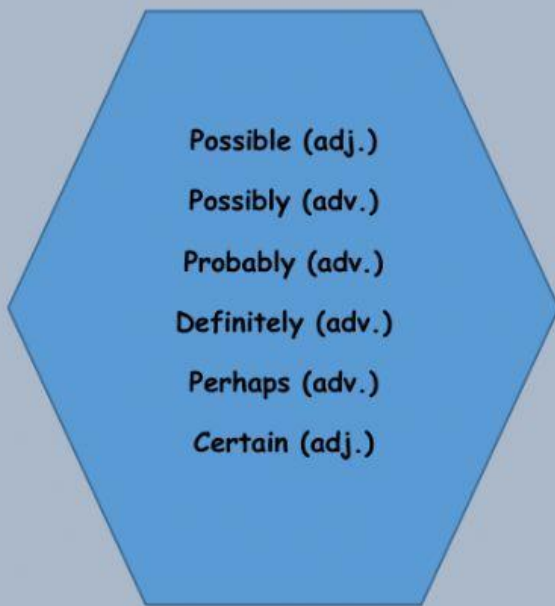 Possible (adj.)
Possibly (adv.)
Probably (adv.)
Definitely (adv.)
Perhaps (adv.)
Certain (adj.)